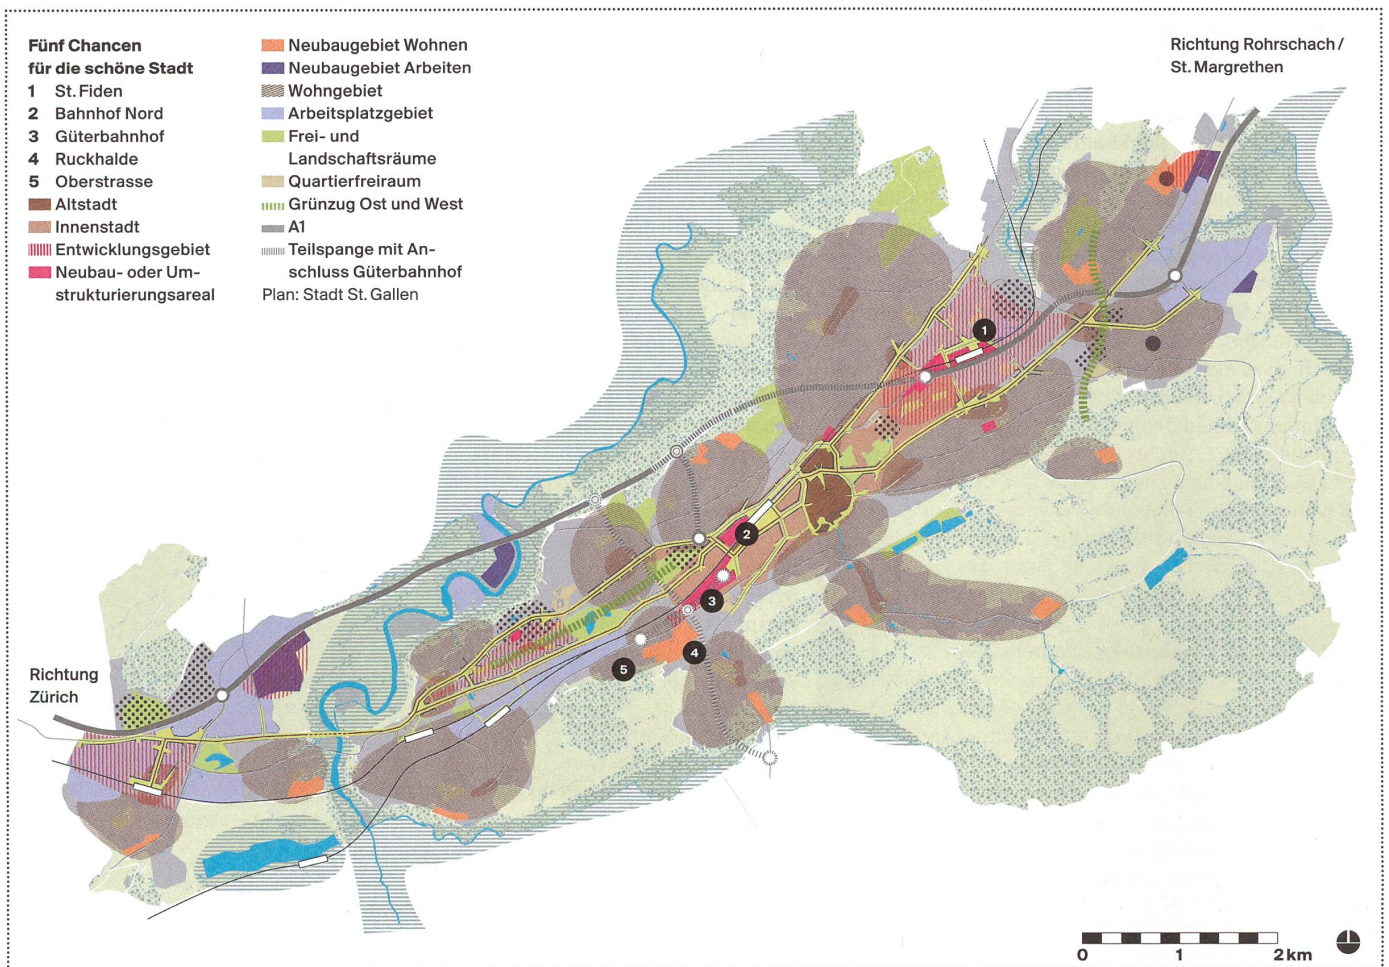 Fünf Chancen
für die schöne Stadt
1 St. Fiden
2 Bahnhof Nord
3 Güterbahnhof
4 Ruckhalde
5 Oberstrasse
Altstadt
Innenstadt
Entwicklungsgebiet
Neubau- oder Um-
strukturierungsareal
Neubaugebiet Wohnen
Neubaugebiet Arbeiten
Wohngebiet
Arbeitsplatzgebiet
Frei- und
Landschaftsräume
Quartierfreiraum
Grünzug Ost und West
A1
Teilspange mit An-
schluss Güterbahnhof
Plan: Stadt St. Gallen
Richtung Rohrschach/
St. Margrethen
1
2
3
4
5
Richtung
Zürich
0 1 2 km